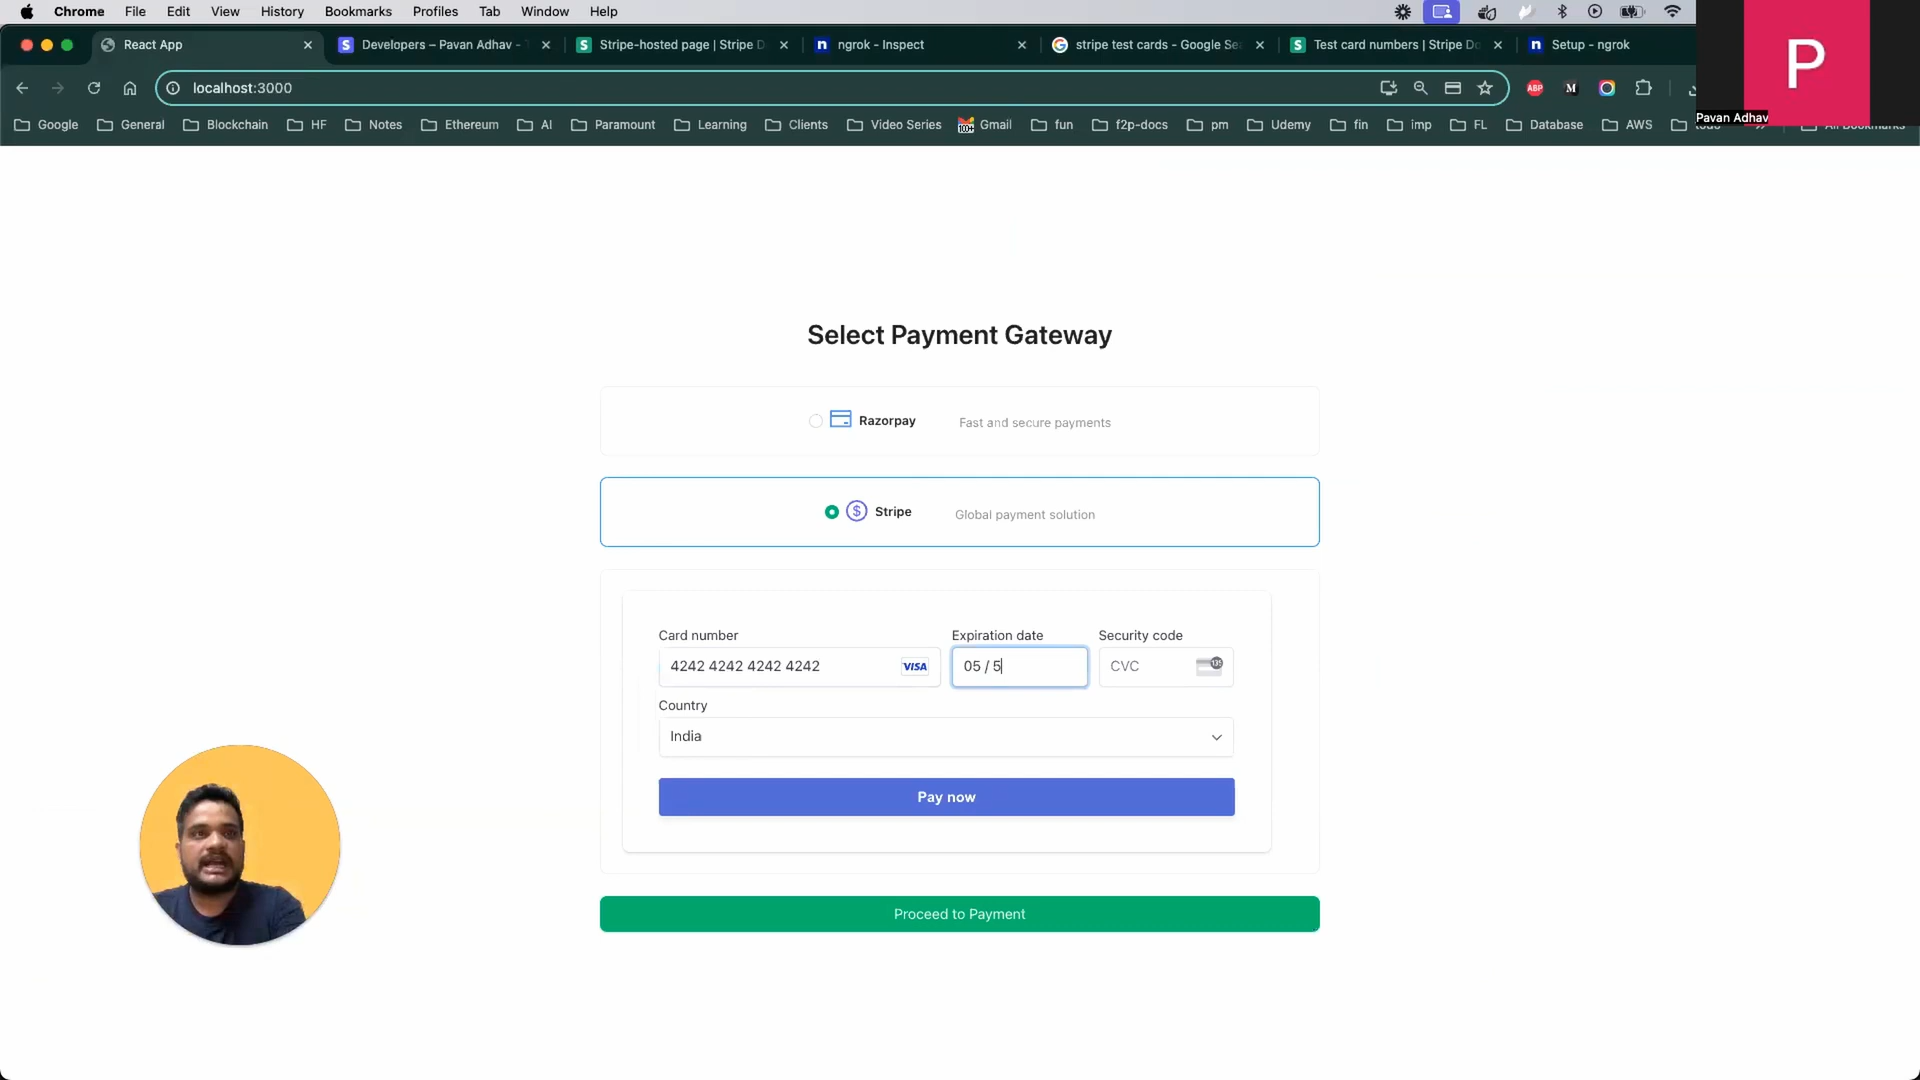 Chrome File Edit View History Bookmarks Profiles Tab Window Help
React App Developers – Pavan Adhav - Stripe-hosted page | Stripe D ngrok - Inspect stripe test cards - Google Se Test card numbers | Stripe Do Setup - ngrok
localhost:3000 ABP M
Google General Blockchain HF Notes Ethereum AI Paramount Learning Clients Video Series 100+ Gmail fun f2p-docs pm Udemy fin imp FL Database AWS
P
Pavan Adhav
Select Payment Gateway
Razorpay Fast and secure payments
$ Stripe Global payment solution
Card number Expiration date Security code
4242 4242 4242 4242 VISA 05 / 5 CVC 135
Country
India
Pay now
Proceed to Payment